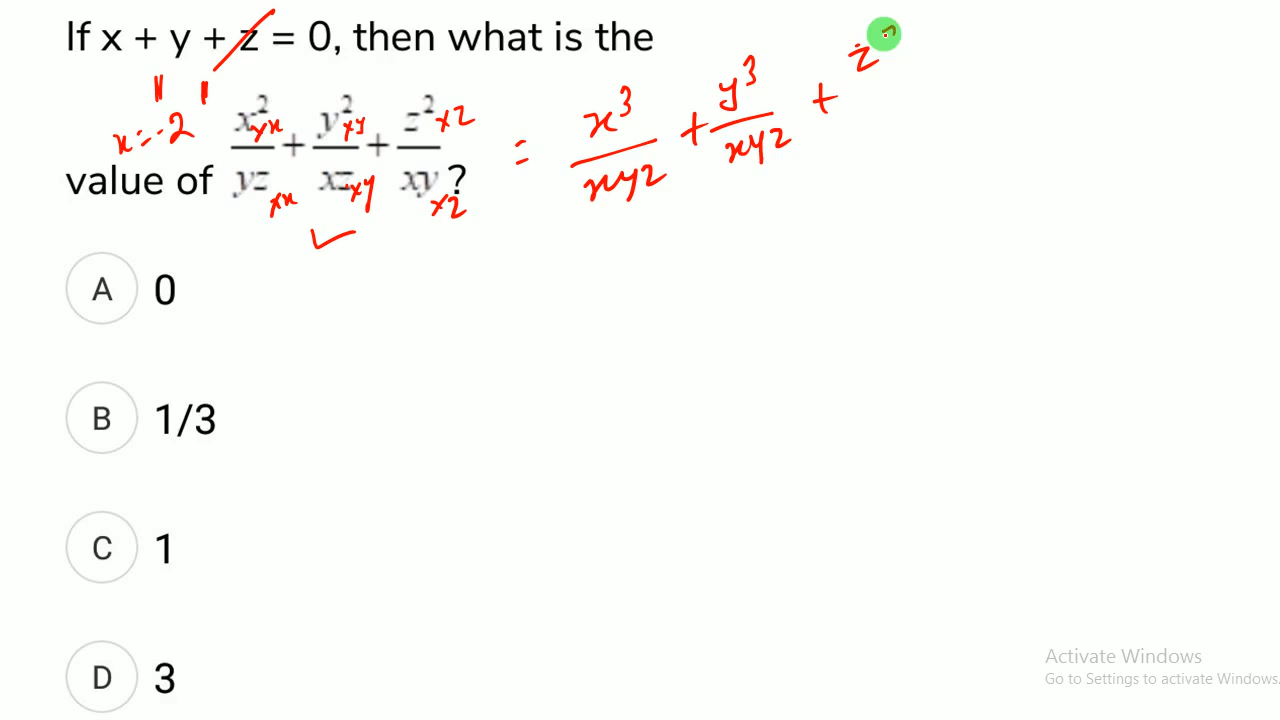 If x + y + z = 0, then what is the
x = -2
value of x²/yz + y²/xz + z²/xy ?
×x ×y ×z
×x ×y ×z
= x³/xyz + y³/xyz + z
A 0
B 1/3
C 1
D 3
Activate Windows
Go to Settings to activate Windows.